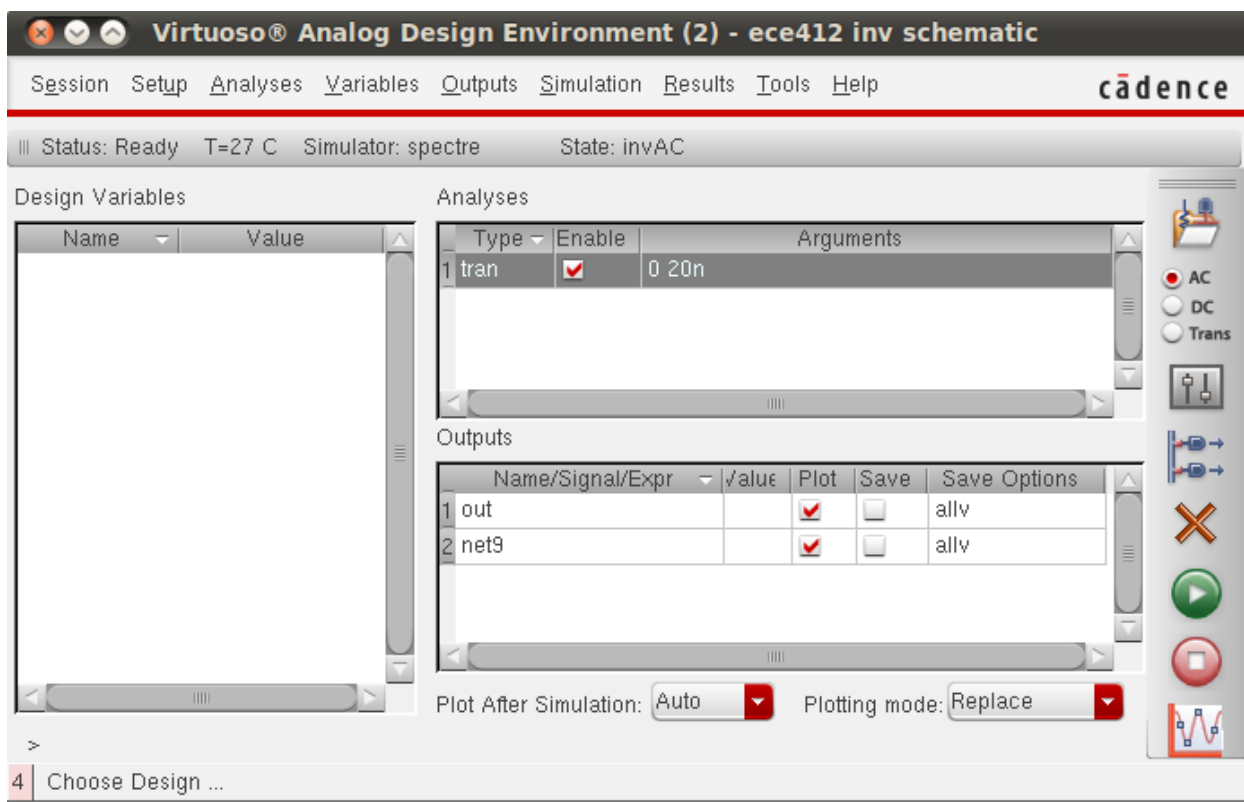 Virtuoso® Analog Design Environment (2) - ece412 inv schematic
Session Setup Analyses Variables Outputs Simulation Results Tools Help cādence
Status: Ready T=27 C Simulator: spectre State: invAC
Design Variables
Name Value
Analyses
Type Enable Arguments
1 tran 0 20n
AC
DC
Trans
Outputs
Name/Signal/Expr Value Plot Save Save Options
1 out allv
2 net9 allv
Plot After Simulation: Auto Plotting mode: Replace
>
4 Choose Design ...